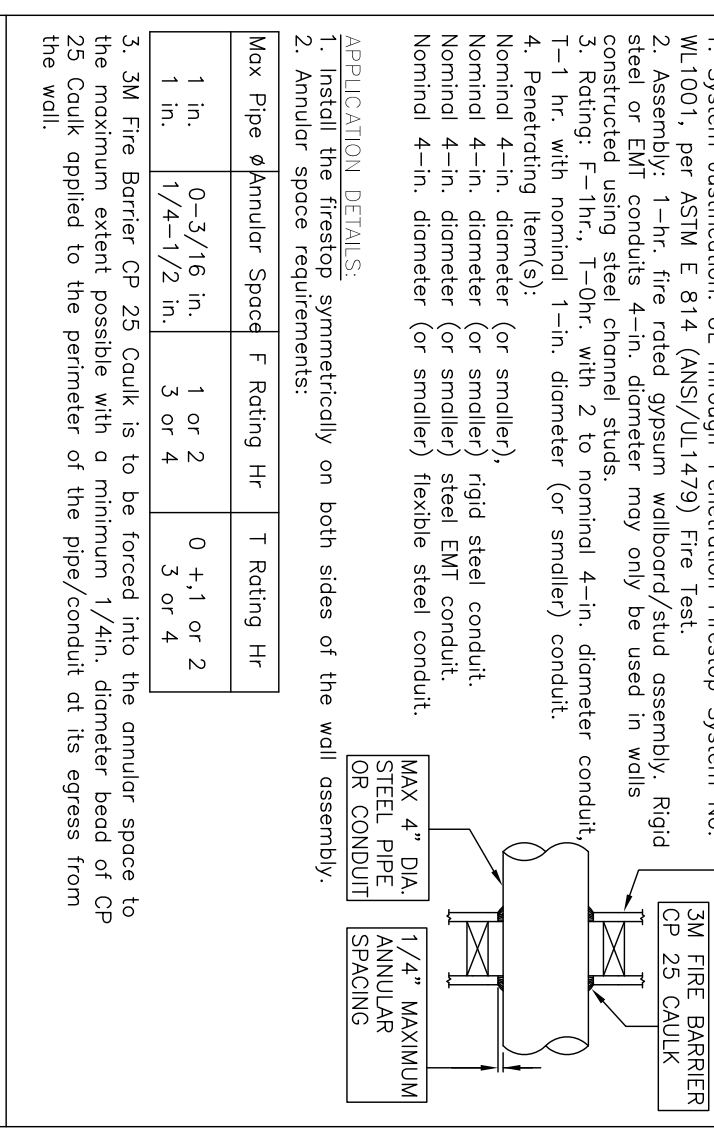 1. System Justification: UL Through Penetration Firestop System No.
WL1001, per ASTM E 814 (ANSI/UL1479) Fire Test.
2. Assembly: 1-hr. fire rated gypsum wallboard/stud assembly. Rigid
steel or EMT conduits 4-in. diameter may only be used in walls
constructed using steel channel studs.
3. Rating: F-1hr., T-0hr. with 2 to nominal 4-in. diameter conduit,
T-1 hr. with nominal 1-in. diameter (or smaller) conduit.
4. Penetrating Item(s):
Nominal 4-in. diameter (or smaller),
Nominal 4-in. diameter (or smaller) rigid steel conduit.
Nominal 4-in. diameter (or smaller) steel EMT conduit.
Nominal 4-in. diameter (or smaller) flexible steel conduit.
3M FIRE BARRIER
CP 25 CAULK
MAX 4" DIA.
STEEL PIPE
OR CONDUIT
1/4" MAXIMUM
ANNULAR
SPACING
APPLICATION DETAILS:
1. Install the firestop symmetrically on both sides of the wall assembly.
2. Annular space requirements:
Max Pipe ø Annular Space F Rating Hr T Rating Hr
1 in. 0-3/16 in. 1 or 2 0 +,1 or 2
1 in. 1/4-1/2 in. 3 or 4 3 or 4
3. 3M Fire Barrier CP 25 Caulk is to be forced into the annular space to
the maximum extent possible with a minimum 1/4in. diameter bead of CP
25 Caulk applied to the perimeter of the pipe/conduit at its egress from
the wall.